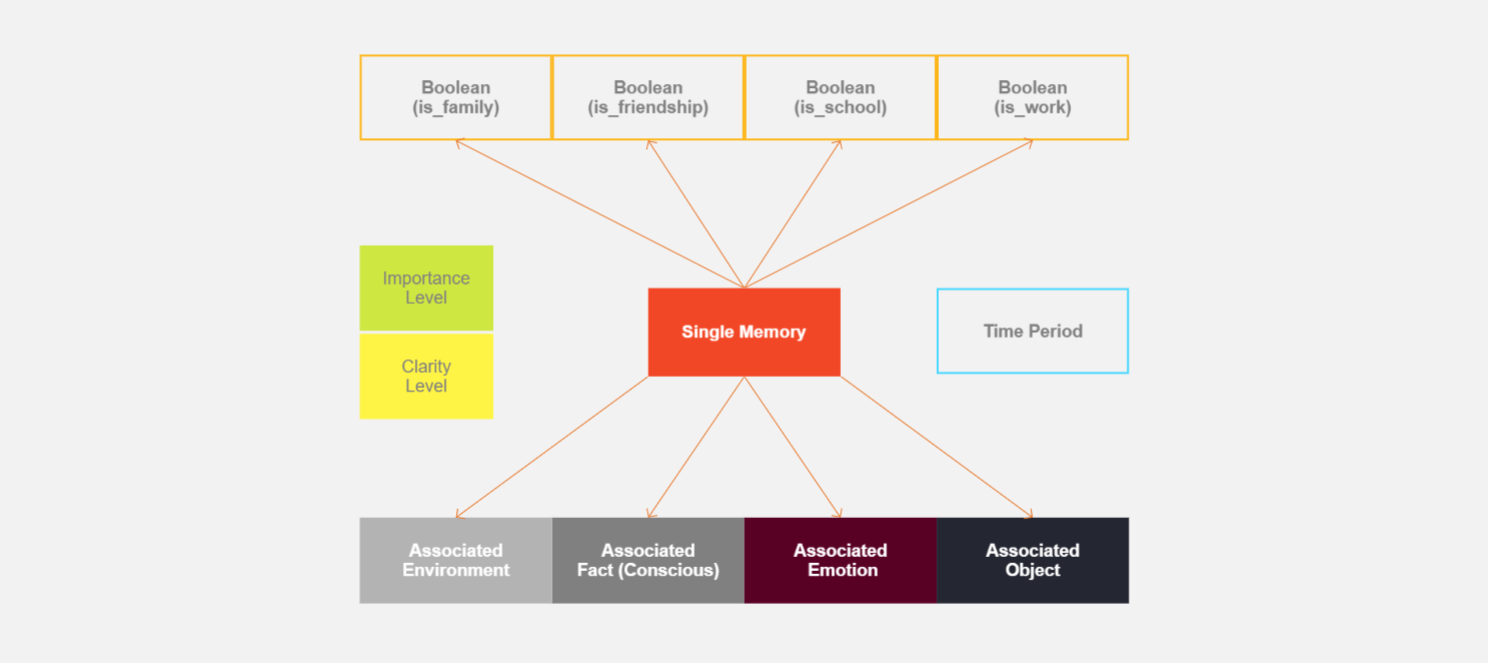 Boolean
(is_family)
Boolean
(is_friendship)
Boolean
(is_school)
Boolean
(is_work)
Importance
Level
Clarity
Level
Single Memory
Time Period
Associated
Environment
Associated
Fact (Conscious)
Associated
Emotion
Associated
Object